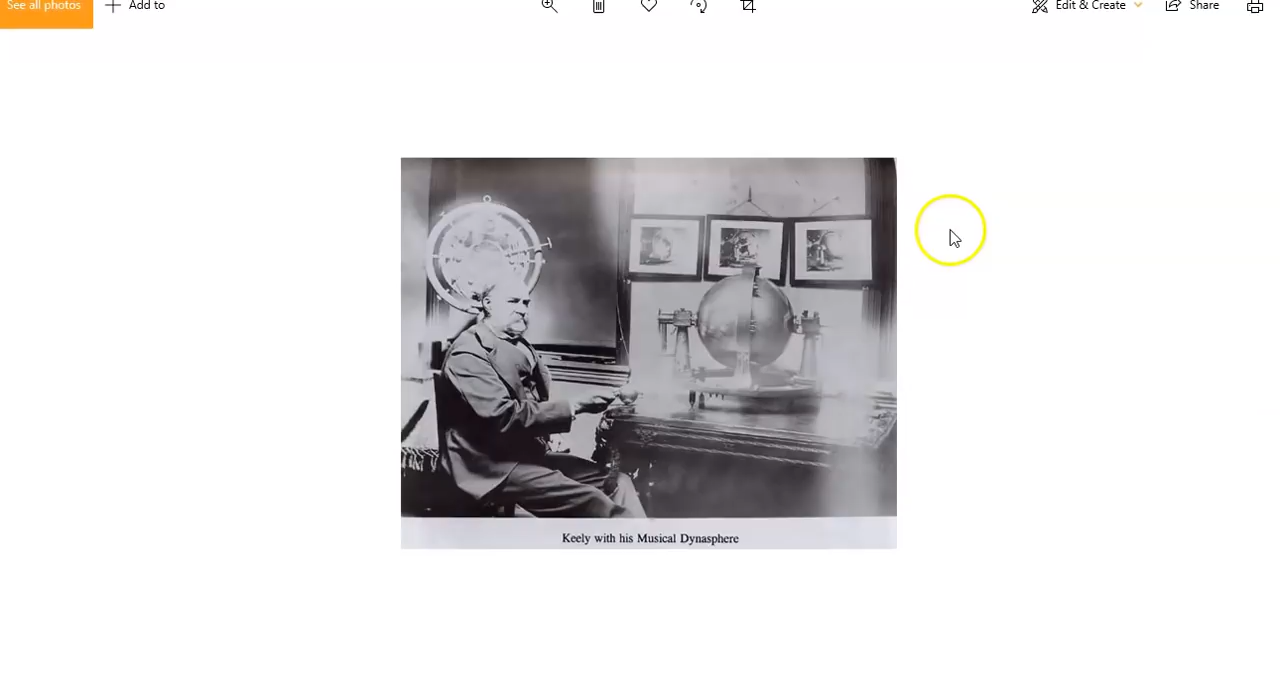 See all photos
Add to
Edit & Create
Share
Keely with his Musical Dynasphere